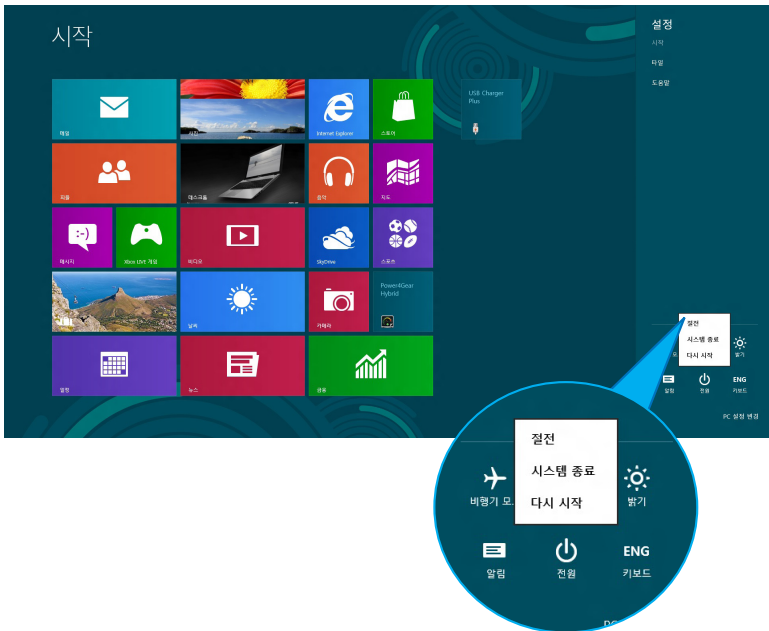 시작
설정
시작
타일
도움말
USB Charger
Plus
메일
사진
Internet Explorer
스토어
피플
데스크톱
음악
지도
메시지
Xbox LIVE 게임
비디오
SkyDrive
스포츠
날씨
카메라
Power4Gear
Hybrid
일정
뉴스
금융
절전
시스템 종료
다시 시작
밝기
ENG
알림
전원
키보드
PC 설정 변경
절전
시스템 종료
다시 시작
비행기 모.
밝기
ENG
알림
전원
키보드
PC